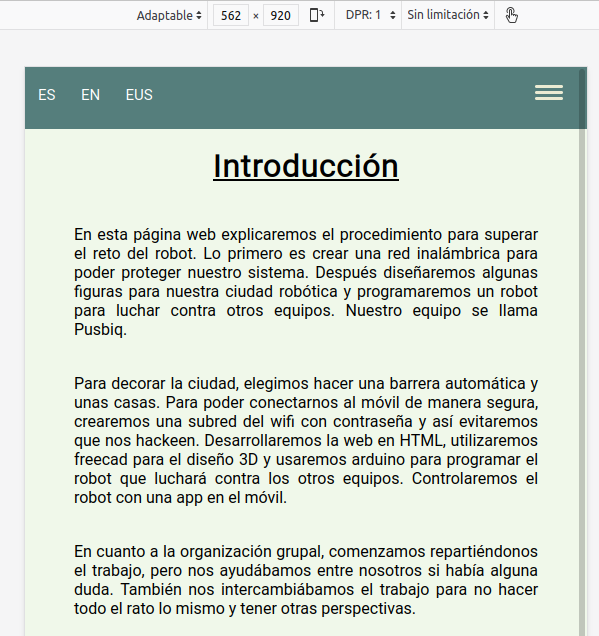 Adaptable 562 × 920 DPR: 1 Sin limitación
ES EN EUS
Introducción
En esta página web explicaremos el procedimiento para superar
el reto del robot. Lo primero es crear una red inalámbrica para
poder proteger nuestro sistema. Después diseñaremos algunas
figuras para nuestra ciudad robótica y programaremos un robot
para luchar contra otros equipos. Nuestro equipo se llama
Pusbiq.
Para decorar la ciudad, elegimos hacer una barrera automática y
unas casas. Para poder conectarnos al móvil de manera segura,
crearemos una subred del wifi con contraseña y así evitaremos
que nos hackeen. Desarrollaremos la web en HTML, utilizaremos
freecad para el diseño 3D y usaremos arduino para programar el
robot que luchará contra los otros equipos. Controlaremos el
robot con una app en el móvil.
En cuanto a la organización grupal, comenzamos repartiéndonos
el trabajo, pero nos ayudábamos entre nosotros si había alguna
duda. También nos intercambiábamos el trabajo para no hacer
todo el rato lo mismo y tener otras perspectivas.